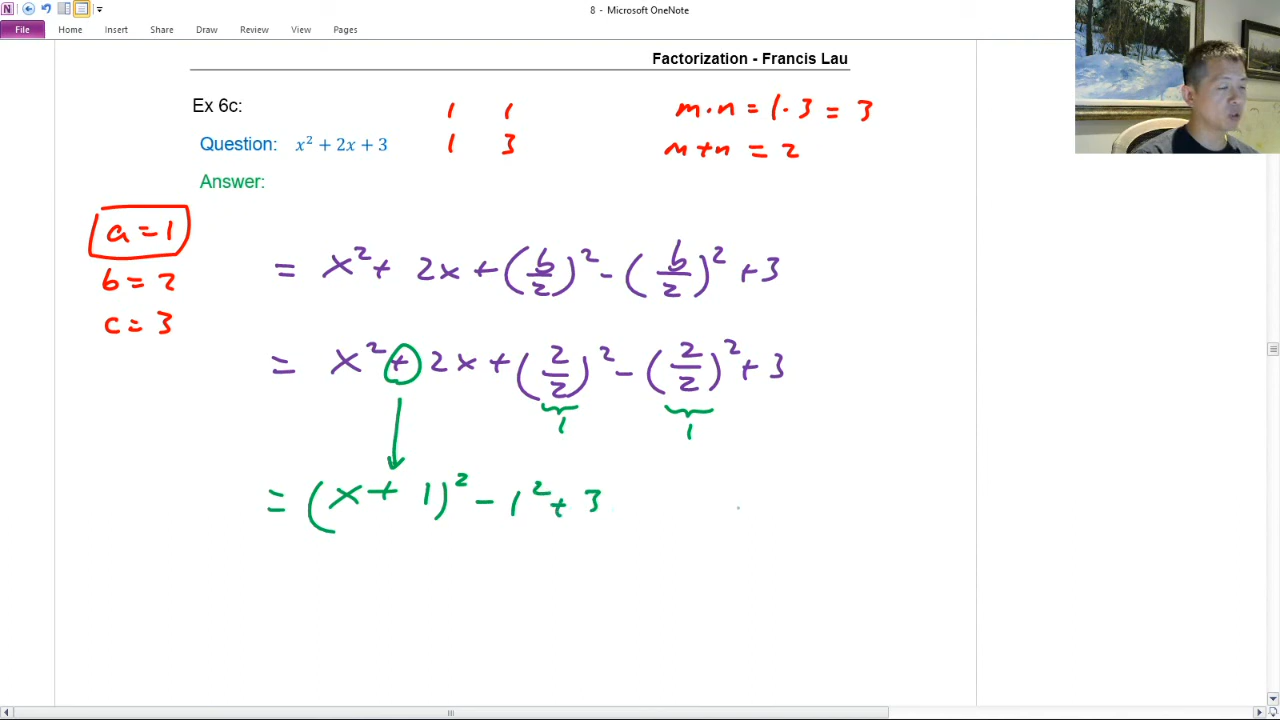 8 - Microsoft OneNote
File Home Insert Share Draw Review View Pages
Factorization - Francis Lau
Ex 6c:
1 1
m·n = 1·3 = 3
Question: x² + 2x + 3
1 3
m+n = 2
Answer:
a = 1
b = 2
c = 3
= x² + 2x + (b/2)² - (b/2)² + 3
= x² + 2x + (2/2)² - (2/2)² + 3
1 1
= (x + 1)² - 1² + 3